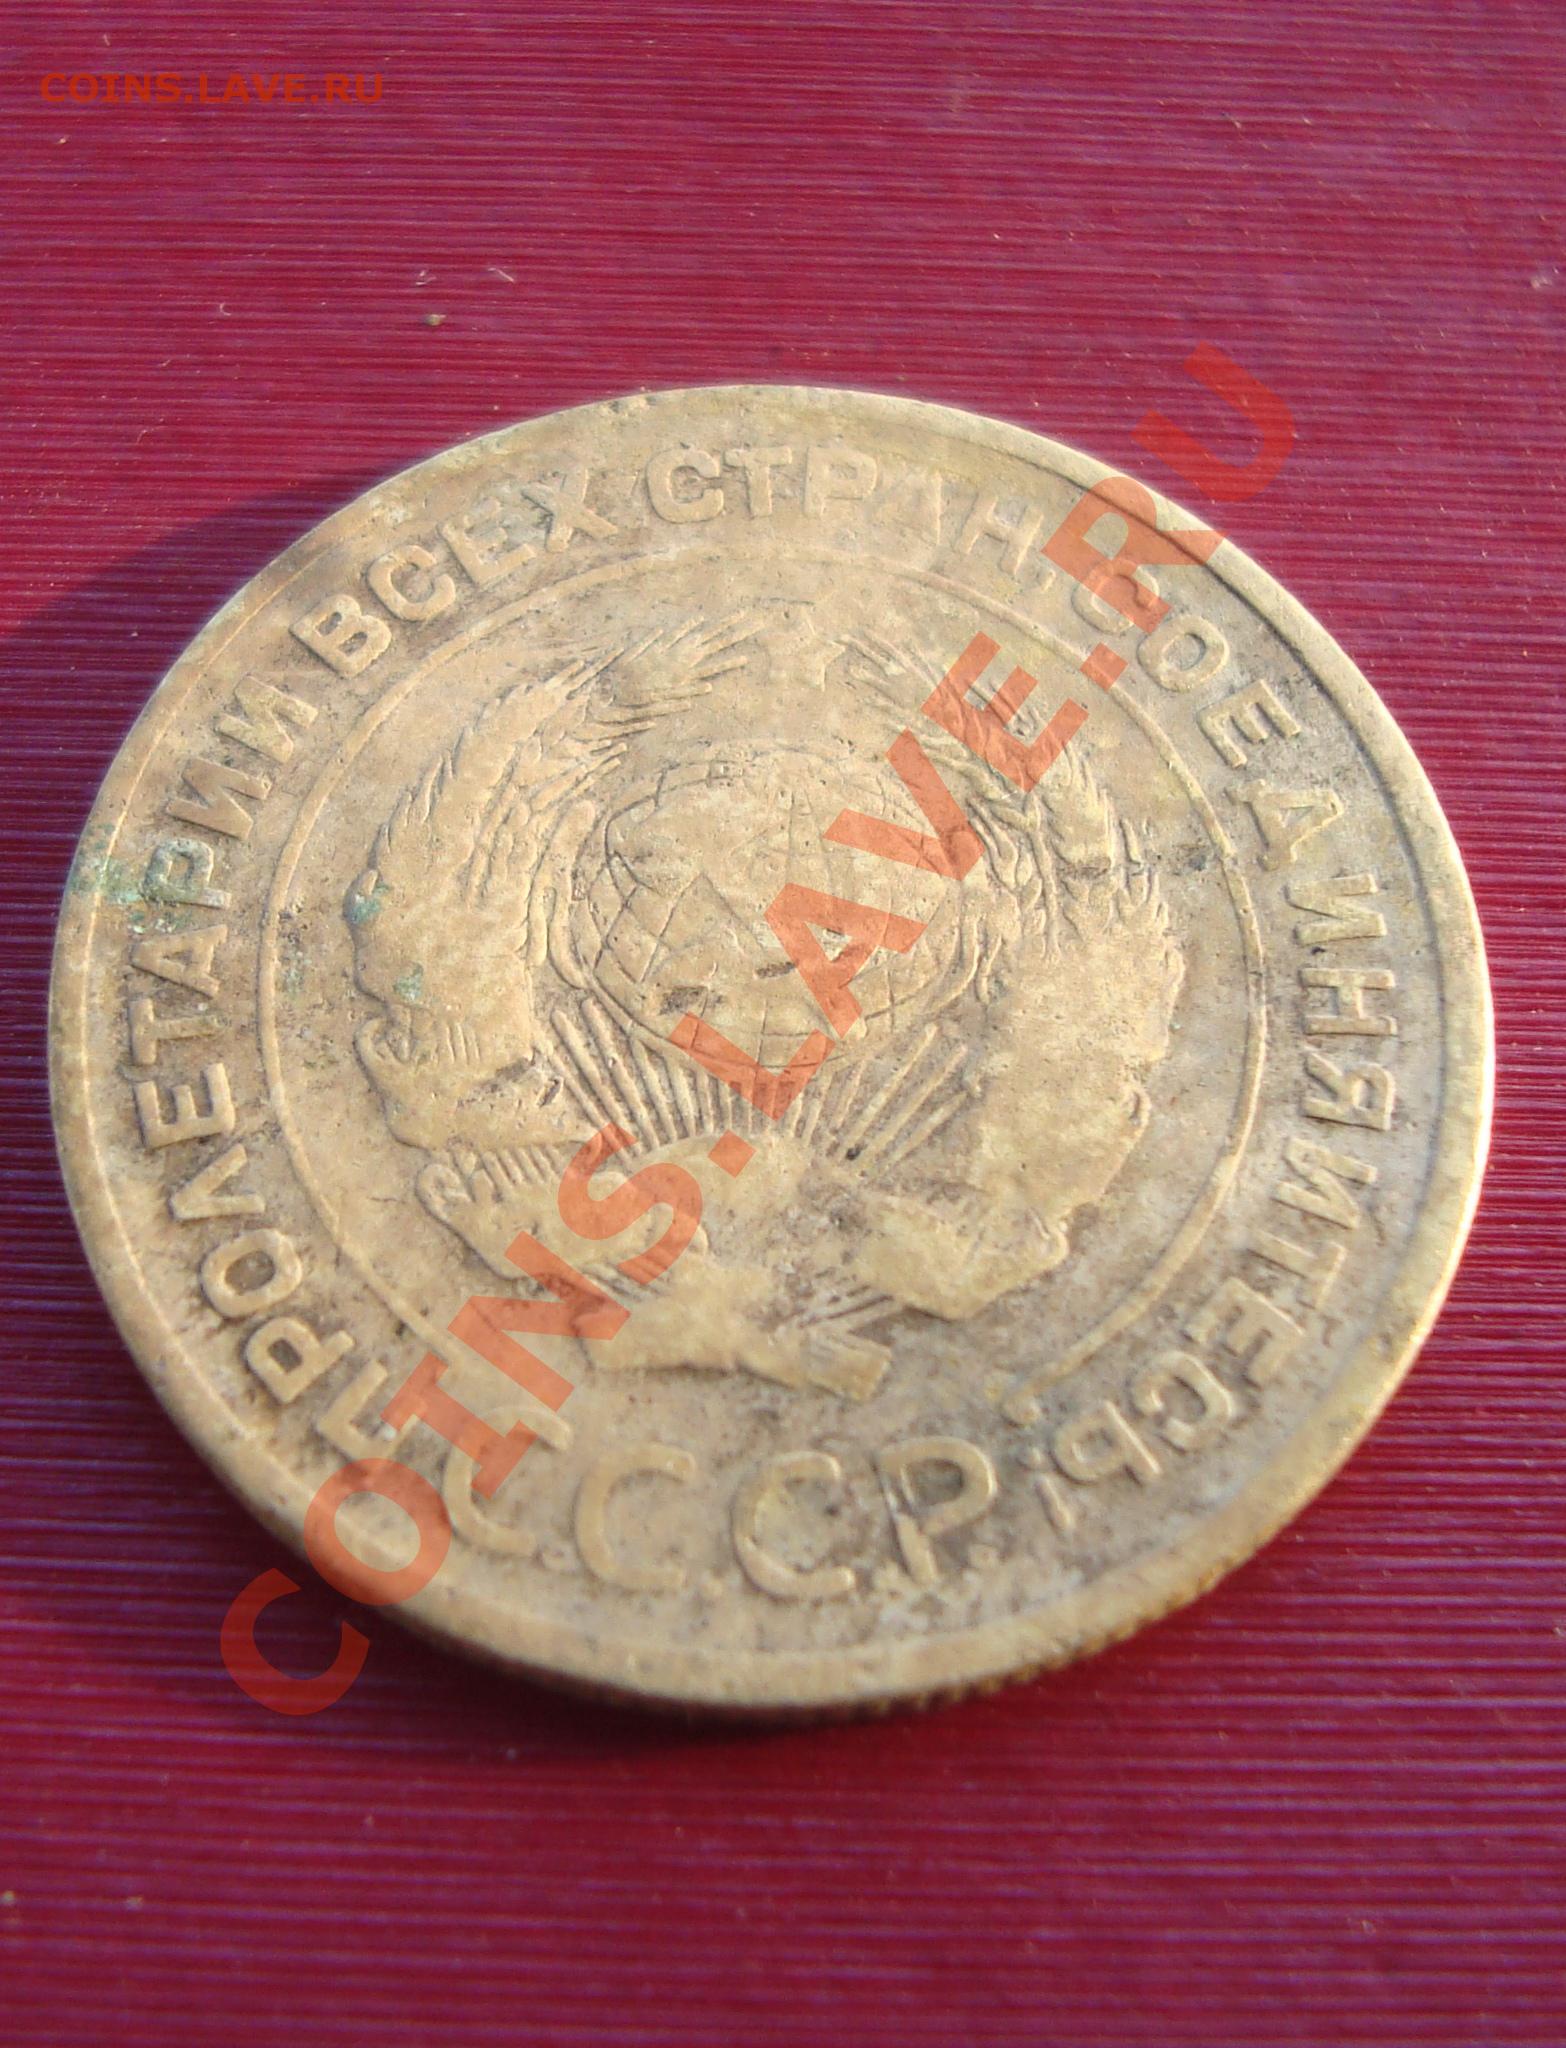 COINS.LAVE.RU
ПРОЛЕТАРИИ ВСЕХ СТРАН, СОЕДИНЯЙТЕСЬ!
СССР
COINS.LAVE.RU